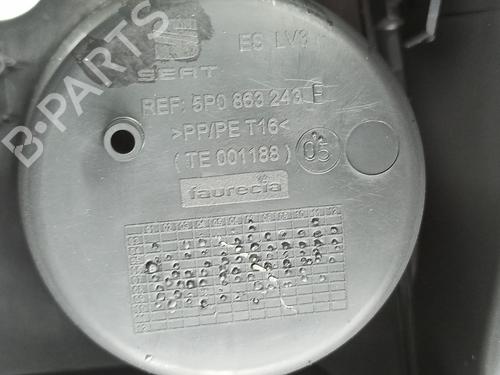 B-PARTS
ES LV3
SEAT
REF: 5P0 863 243 F
>PP/PE T16<
(TE 001188) 05
faurecia